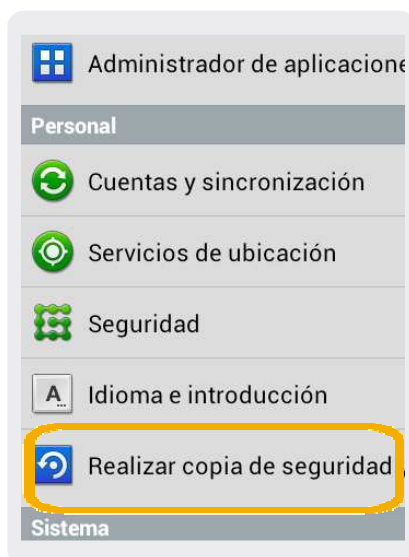 Administrador de aplicacione
Personal
Cuentas y sincronización
Servicios de ubicación
Seguridad
A...
Idioma e introducción
Realizar copia de seguridad
Sistema